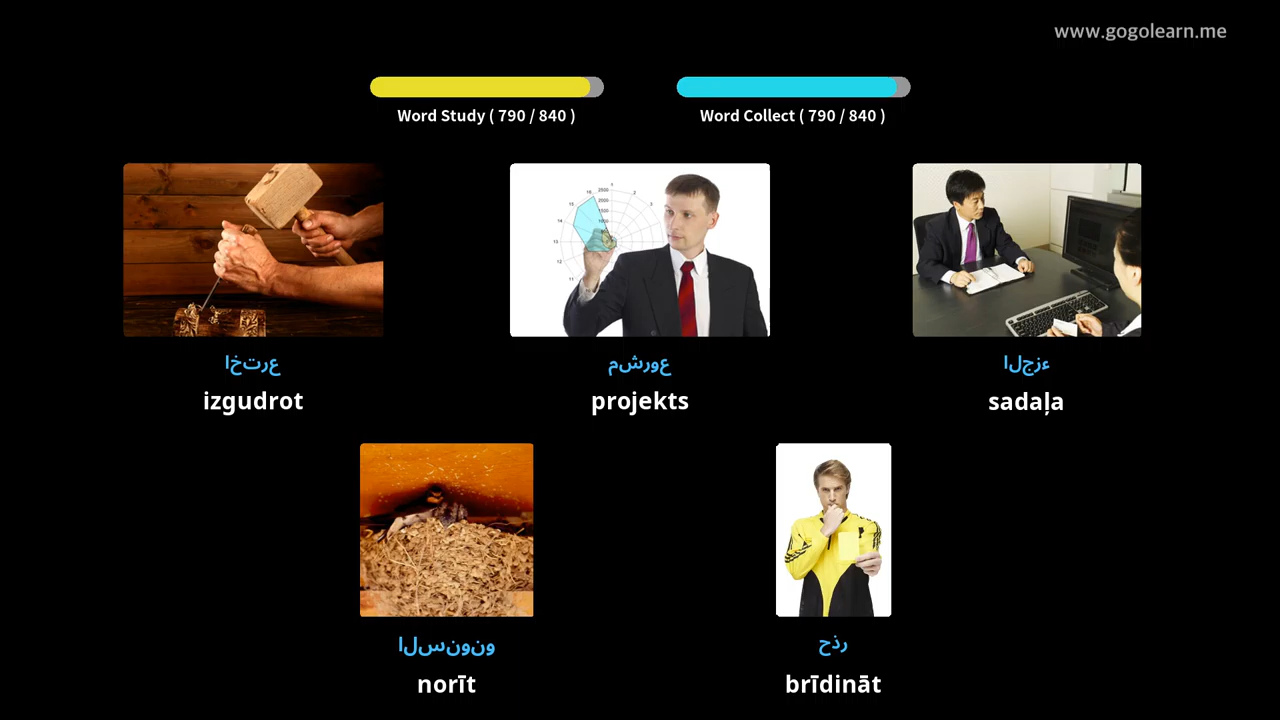 www.gogolearn.me
Word Study ( 790 / 840 )
Word Collect ( 790 / 840 )
اخترع
izgudrot
مشروع
projekts
الجزء
sadaļa
السنونو
norīt
حذر
brīdināt